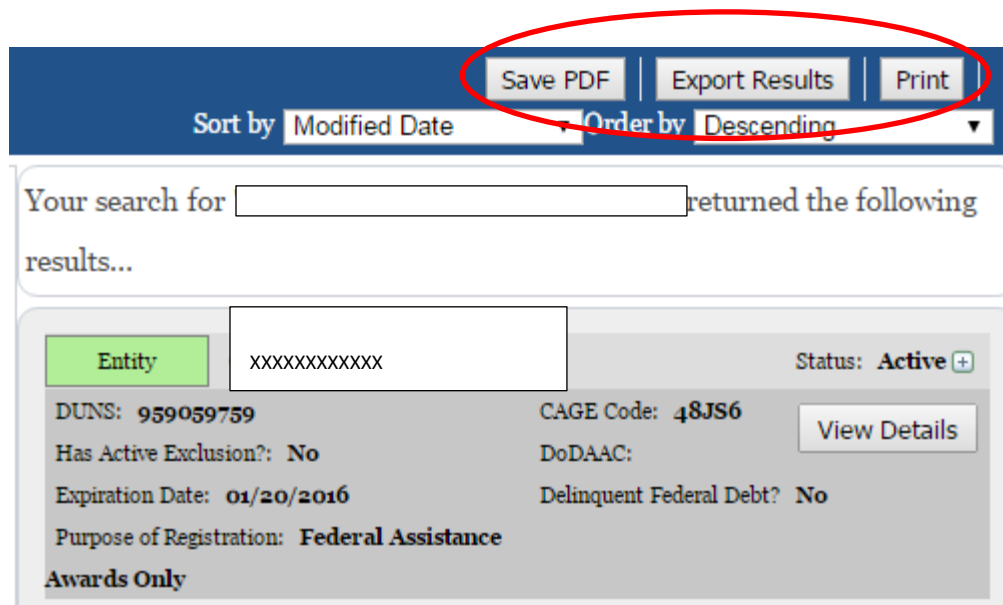 Save PDF Export Results Print
Sort by Modified Date Order by Descending
Your search for returned the following
results...
Entity xxxxxxxxxxxx Status: Active
DUNS: 959059759 CAGE Code: 48JS6 View Details
Has Active Exclusion?: No DoDAAC:
Expiration Date: 01/20/2016 Delinquent Federal Debt? No
Purpose of Registration: Federal Assistance
Awards Only